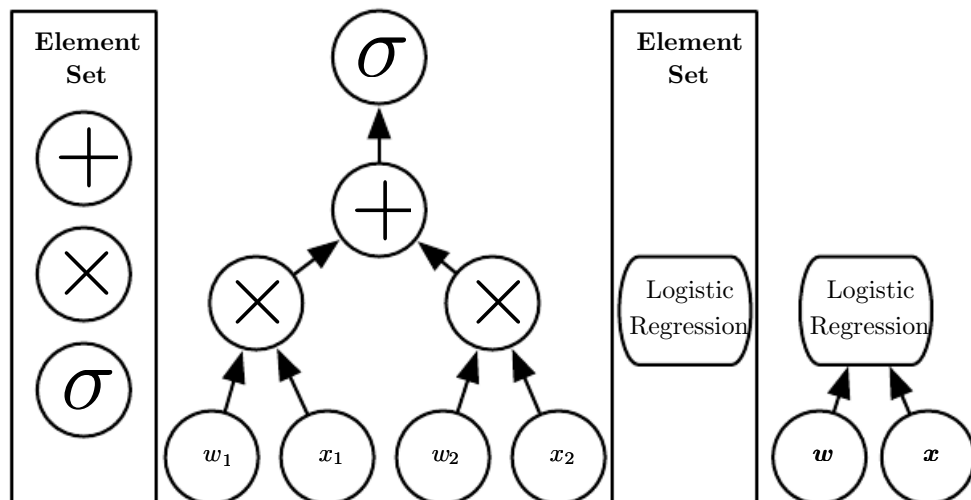 Element
Set
+
×
σ
σ
+
×
×
w₁
x₁
w₂
x₂
Element
Set
Logistic
Regression
Logistic
Regression
w
x